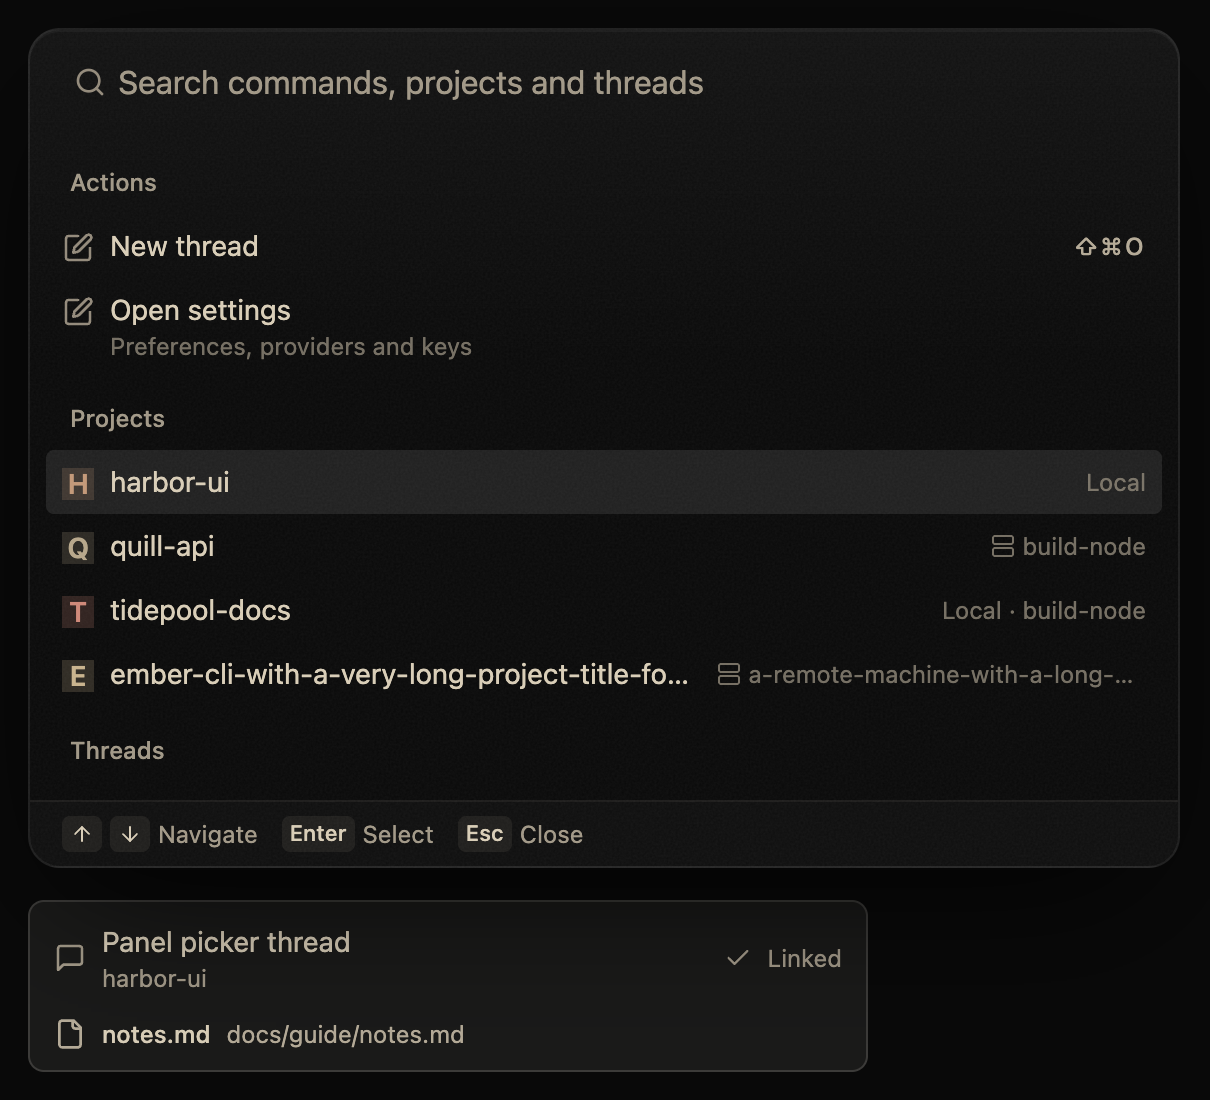 Search commands, projects and threads
Actions
New thread ⇧⌘O
Open settings
Preferences, providers and keys
Projects
H harbor-ui Local
Q quill-api build-node
T tidepool-docs Local · build-node
E ember-cli-with-a-very-long-project-title-fo... a-remote-machine-with-a-long-...
Threads
↑ ↓ Navigate Enter Select Esc Close
Panel picker thread
harbor-ui
Linked
notes.md docs/guide/notes.md